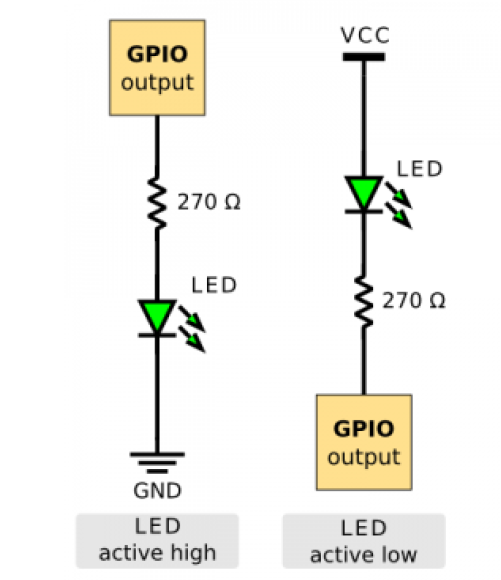 GPIO
output
270 Ω
LED
GND
LED
active high
VCC
LED
270 Ω
GPIO
output
LED
active low